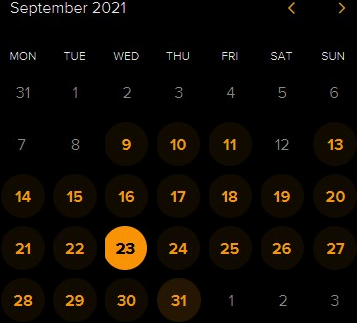 September 2021
MON TUE WED THU FRI SAT SUN
31 1 2 3 4 5 6
7 8 9 10 11 12 13
14 15 16 17 18 19 20
21 22 23 24 25 26 27
28 29 30 31 1 2 3